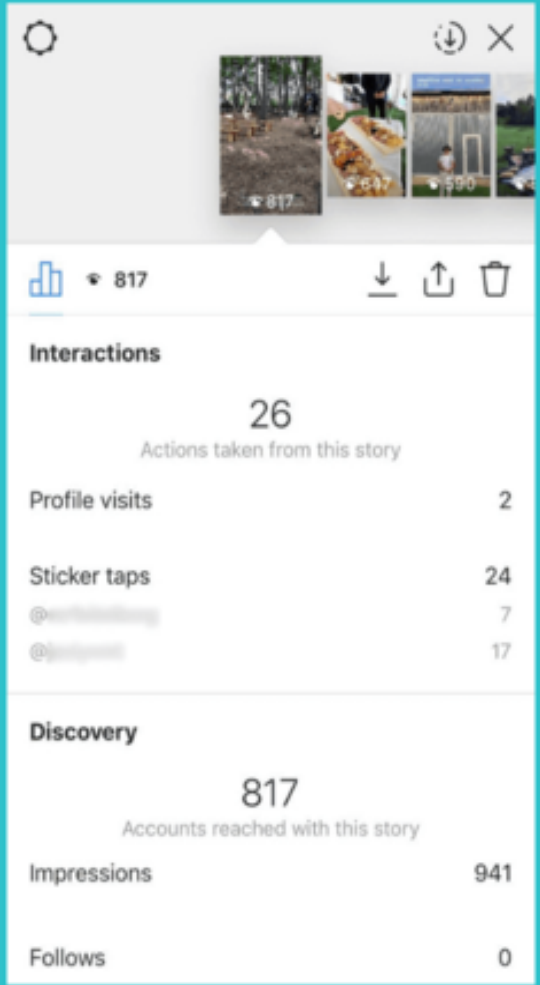 817
647
590
817
Interactions
26
Actions taken from this story
Profile visits 2
Sticker taps 24
@ 7
@ 17
Discovery
817
Accounts reached with this story
Impressions 941
Follows 0